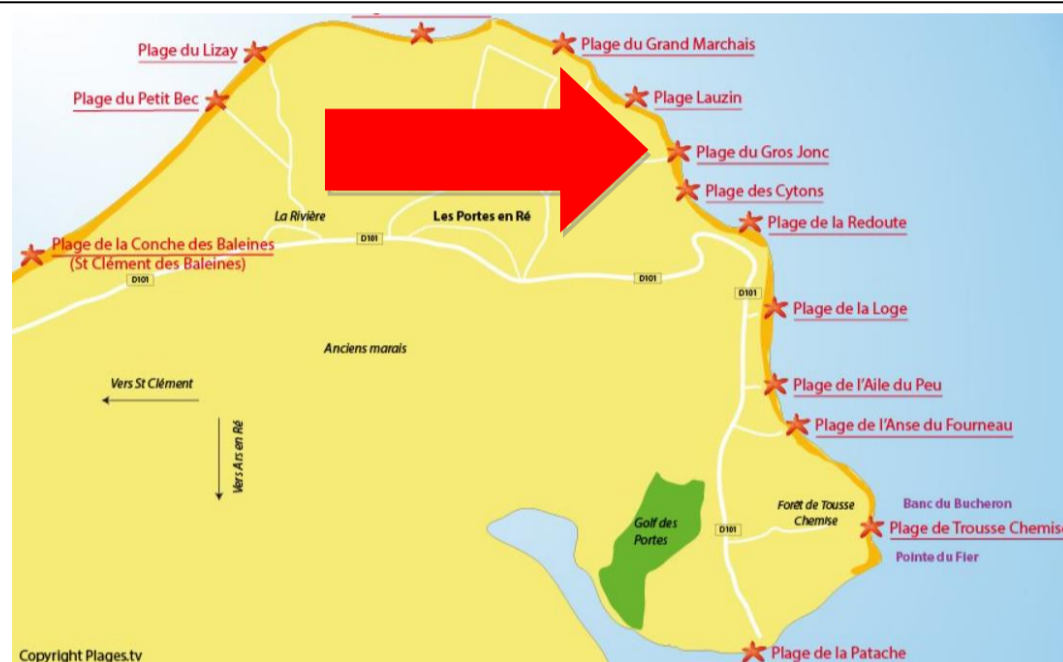 Plage du Lizay
Plage du Grand Marchais
Plage du Petit Bec
Plage Lauzin
Plage du Gros Jonc
Plage des Cytons
La Rivière
Les Portes en Ré
Plage de la Redoute
D101
Plage de la Conche des Baleines
(St Clément des Baleines)
D101
D101
D101
Plage de la Loge
Anciens marais
Vers St Clément
Plage de l'Aile du Peu
Vers Ars en Ré
Plage de l'Anse du Fourneau
Banc du Bucheron
Forêt de Tousse
Chemise
Golf des
Portes
D101
Plage de Trousse Chemise
Pointe du Fier
Plage de la Patache
Copyright Plages.tv